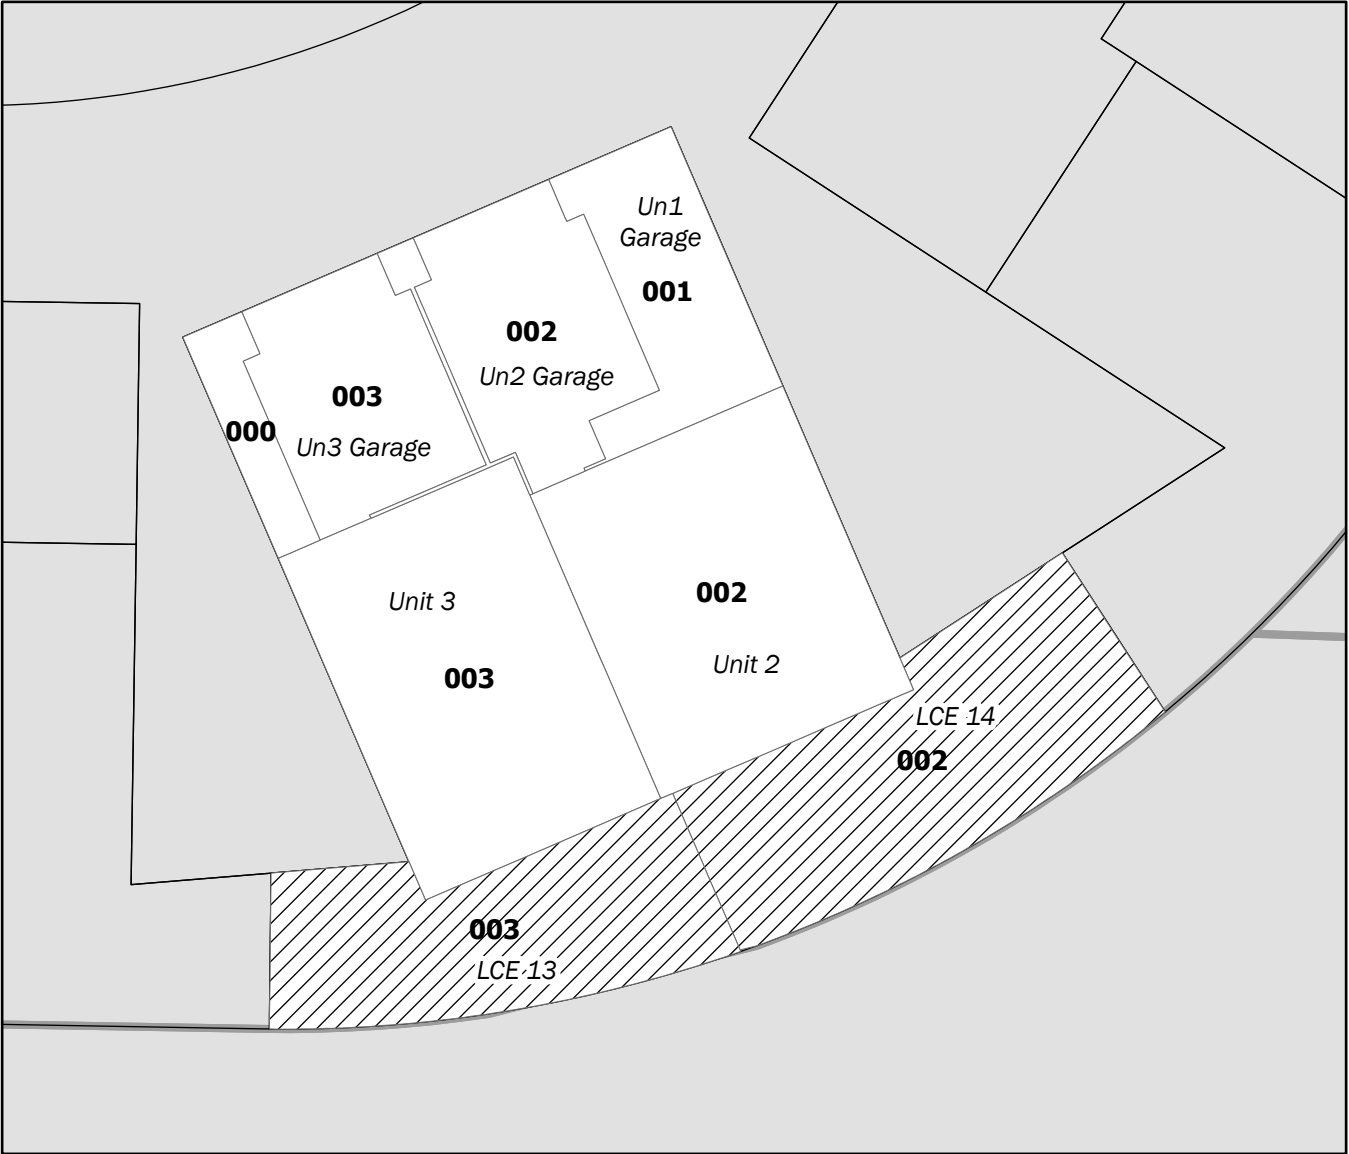 Un1
Garage
001
002
Un2 Garage
003
Un3 Garage
000
Unit 3
003
002
Unit 2
LCE 14
002
003
LCE 13